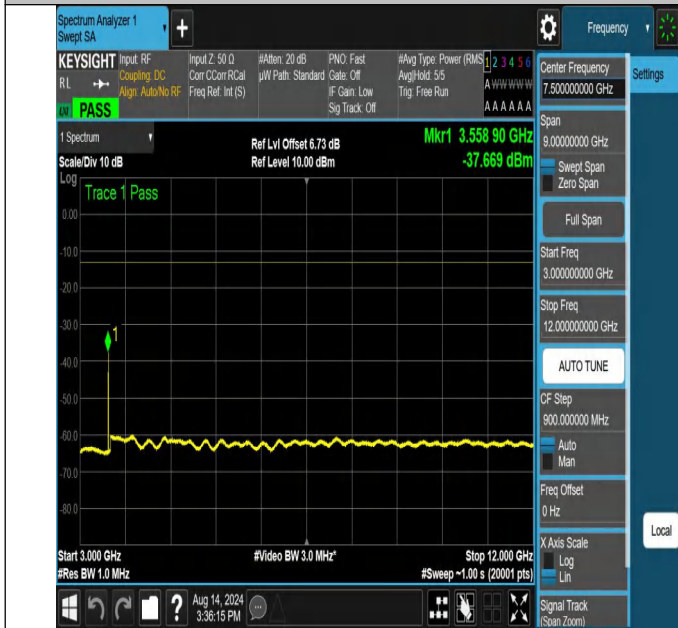 Spectrum Analyzer 1
Swept SA
Frequency
KEYSIGHT
RL
PASS
Input: RF
Coupling: DC
Align: Auto/No RF
Input Z: 50 Ω
Corr CCorr RCal
Freq Ref: Int (S)
#Atten: 20 dB
µW Path: Standard
PNO: Fast
Gate: Off
IF Gain: Low
Sig Track: Off
#Avg Type: Power (RMS)
Avg|Hold: 5/5
Trig: Free Run
1 2 3 4 5 6
A W W W W W
A A A A A A
1 Spectrum
Scale/Div 10 dB
Log
Ref Lvl Offset 6.73 dB
Ref Level 10.00 dBm
Mkr1 3.558 90 GHz
-37.669 dBm
Trace 1 Pass
0.00
-10.0
-20.0
-30.0
1
-50.0
-60.0
-70.0
-80.0
Start 3.000 GHz
#Res BW 1.0 MHz
#Video BW 3.0 MHz*
Stop 12.000 GHz
#Sweep ~1.00 s (20001 pts)
?
Aug 14, 2024
3:36:15 PM
Center Frequency
7.500000000 GHz
Settings
Span
9.00000000 GHz
Swept Span
Zero Span
Full Span
Start Freq
3.000000000 GHz
Stop Freq
12.000000000 GHz
AUTO TUNE
CF Step
900.000000 MHz
Auto
Man
Freq Offset
0 Hz
X Axis Scale
Log
Lin
Local
Signal Track
(Span Zoom)